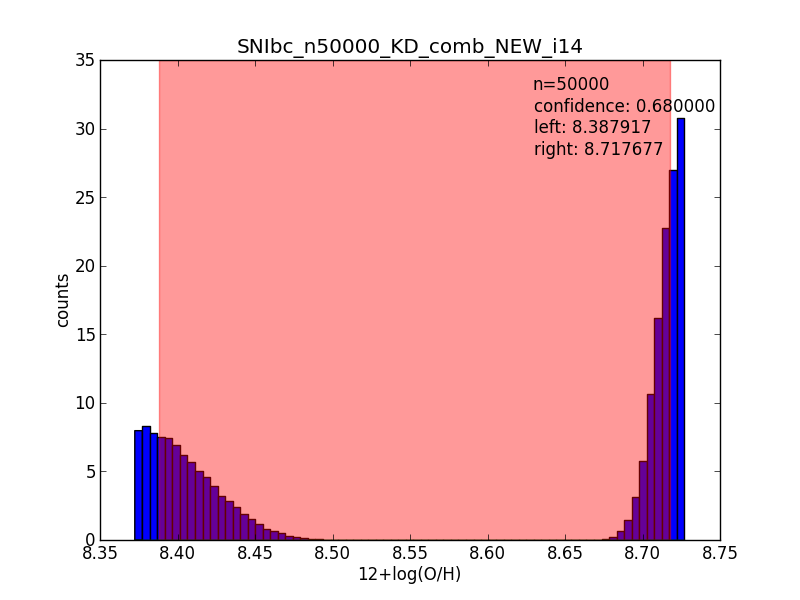 SNIbc_n50000_KD_comb_NEW_i14
35
30
25
20
15
10
5
0
counts
n=50000
confidence: 0.680000
left: 8.387917
right: 8.717677
8.35 8.40 8.45 8.50 8.55 8.60 8.65 8.70 8.75
12+log(O/H)